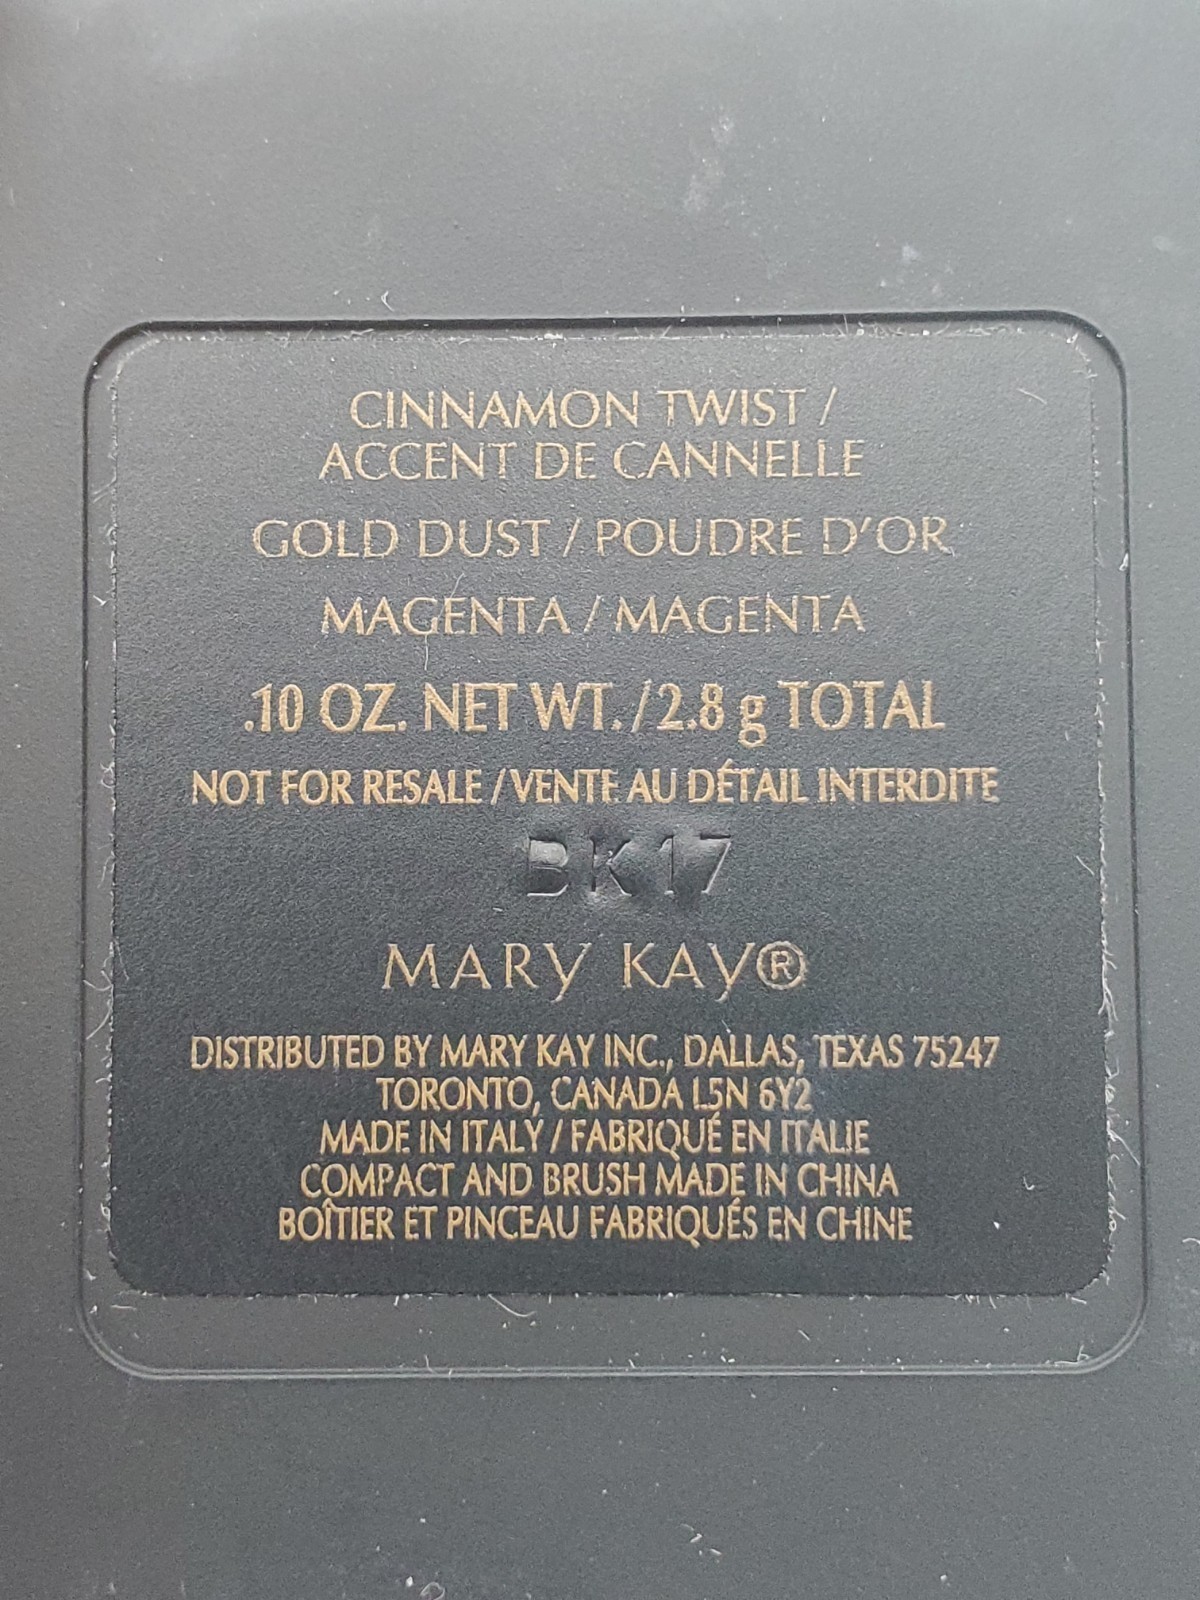 CINNAMON TWIST /
ACCENT DE CANNELLE
GOLD DUST / POUDRE D'OR
MAGENTA / MAGENTA
.10 OZ. NET WT. / 2.8 g TOTAL
NOT FOR RESALE / VENTE AU DÉTAIL INTERDITE
BK17
MARY KAY®
DISTRIBUTED BY MARY KAY INC., DALLAS, TEXAS 75247
TORONTO, CANADA L5N 6Y2
MADE IN ITALY / FABRIQUÉ EN ITALIE
COMPACT AND BRUSH MADE IN CHINA
BOÎTIER ET PINCEAU FABRIQUÉS EN CHINE